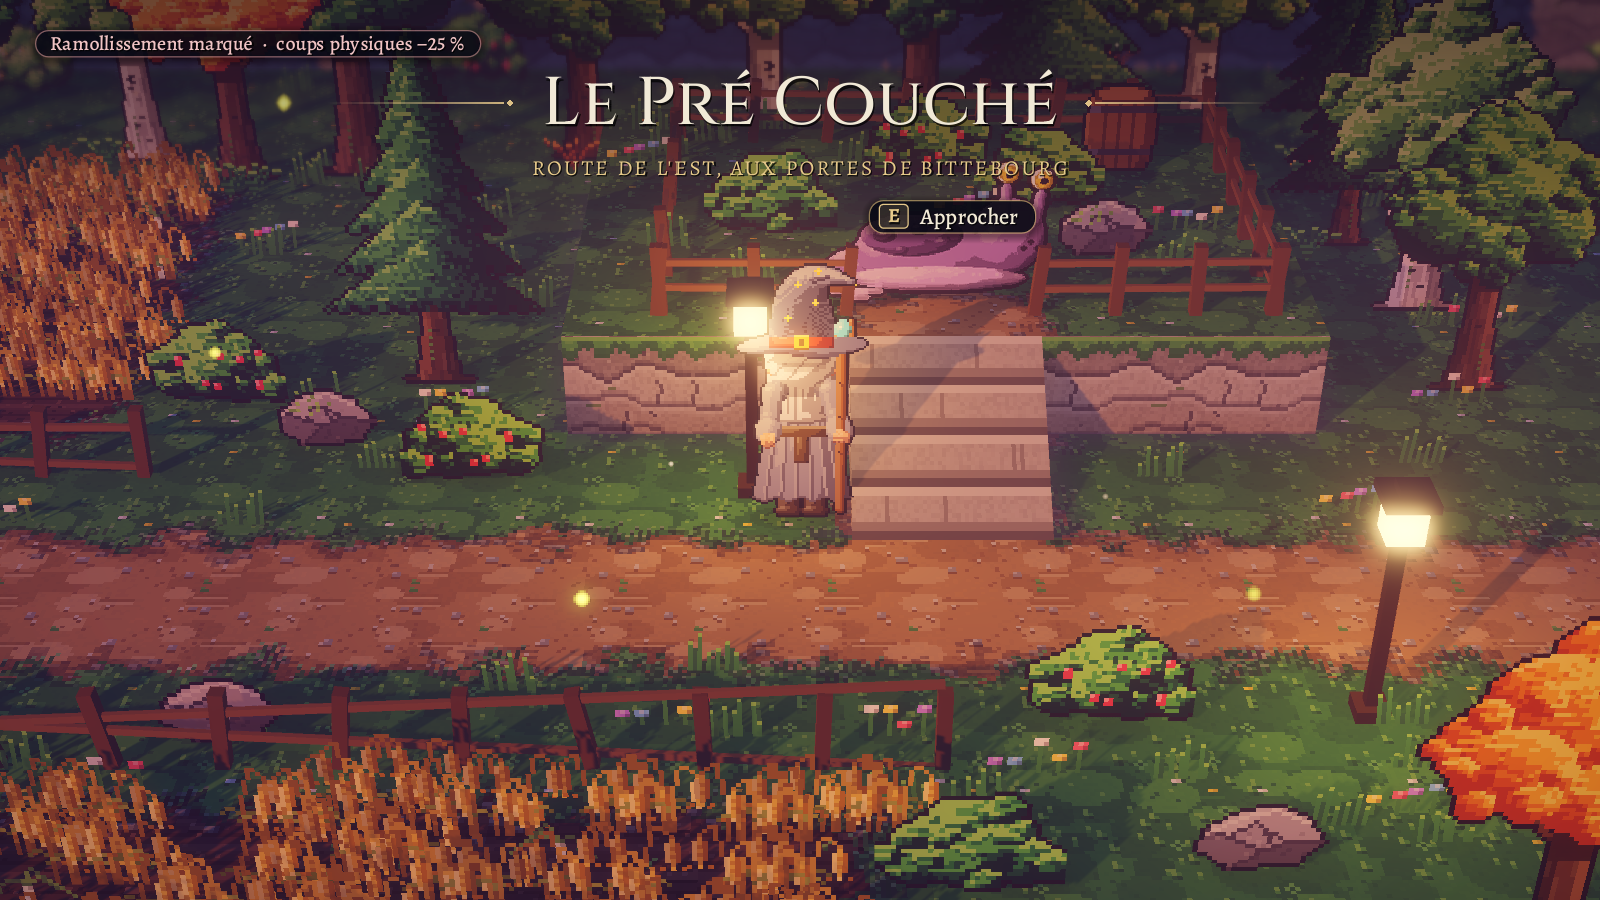 Ramollissement marqué · coups physiques −25 %
LE PRÉ COUCHÉ
ROUTE DE L'EST, AUX PORTES DE BITTEBOURG
E Approcher